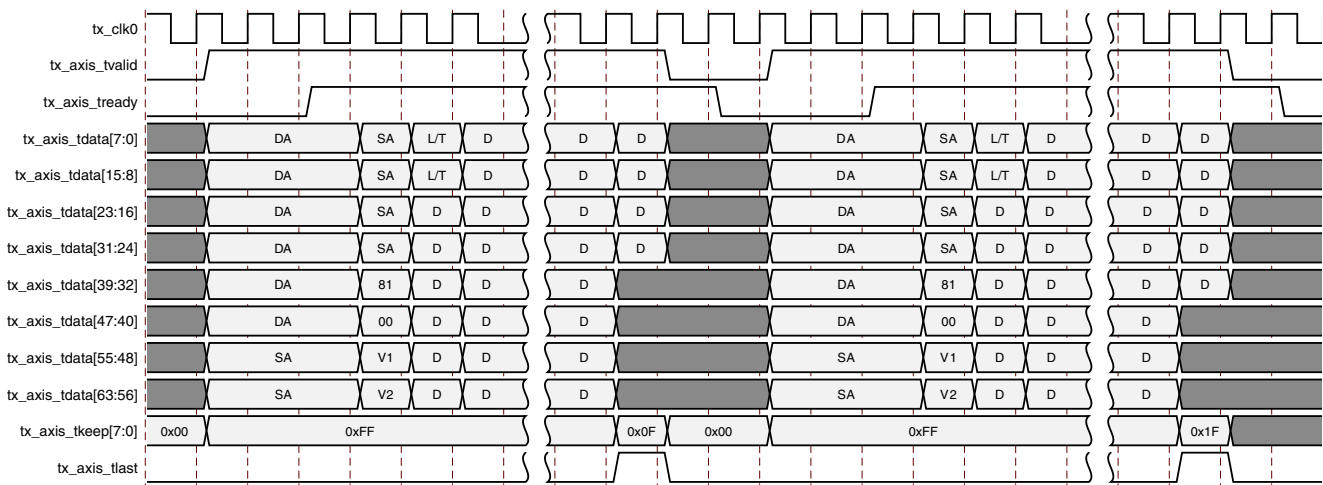 tx_clk0
tx_axis_tvalid
tx_axis_tready
tx_axis_tdata[7:0] DA SA L/T D D D DA SA L/T D D D
tx_axis_tdata[15:8] DA SA L/T D D D DA SA L/T D D D
tx_axis_tdata[23:16] DA SA D D D D DA SA D D D D
tx_axis_tdata[31:24] DA SA D D D D DA SA D D D D
tx_axis_tdata[39:32] DA 81 D D D DA 81 D D D D
tx_axis_tdata[47:40] DA 00 D D D DA 00 D D D
tx_axis_tdata[55:48] SA V1 D D D SA V1 D D D
tx_axis_tdata[63:56] SA V2 D D D SA V2 D D D
tx_axis_tkeep[7:0] 0x00 0xFF 0x0F 0x00 0xFF 0x1F
tx_axis_tlast